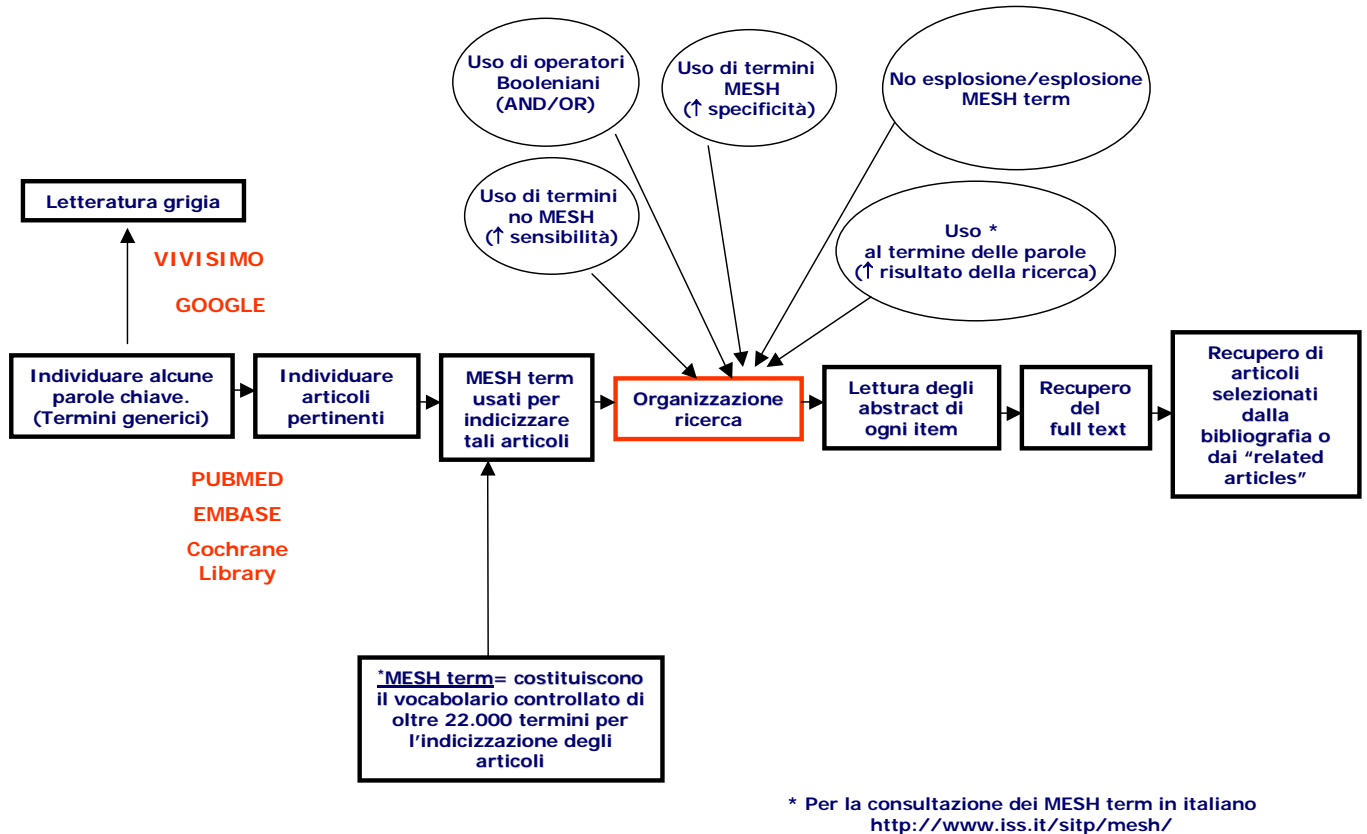 Uso di operatori
Booleniani
(AND/OR)
Uso di termini
MESH
(↑ specificità)
No esplosione/esplosione
MESH term
Uso di termini
no MESH
(↑ sensibilità)
Uso *
al termine delle parole
(↑ risultato della ricerca)
Letteratura grigia
VIVISIMO
GOOGLE
Individuare alcune
parole chiave.
(Termini generici)
Individuare
articoli
pertinenti
MESH term
usati per
indicizzare
tali articoli
Organizzazione
ricerca
Lettura degli
abstract di
ogni item
Recupero
del
full text
Recupero di
articoli
selezionati
dalla
bibliografia o
dai “related
articles”
PUBMED
EMBASE
Cochrane
Library
*MESH term= costituiscono
il vocabolario controllato di
oltre 22.000 termini per
l'indicizzazione degli
articoli
* Per la consultazione dei MESH term in italiano
http://www.iss.it/sitp/mesh/